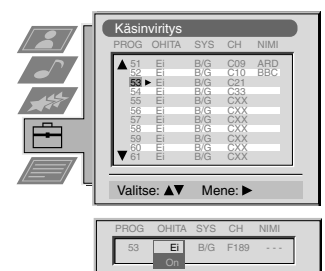 Käsinviritys
PROG OHITA SYS CH NIMI
▲ 51 Ei B/G C09 ARD
52 Ei B/G C10 BBC
53 ► Ei B/G C21
54 Ei B/G C33
55 Ei B/G CXX
56 Ei B/G CXX
57 Ei B/G CXX
58 Ei B/G CXX
59 Ei B/G CXX
60 Ei B/G CXX
▼ 61 Ei B/G CXX
Valitse: ▲▼ Mene: ►
PROG OHITA SYS CH NIMI
53 Ei B/G F189 - - -
On